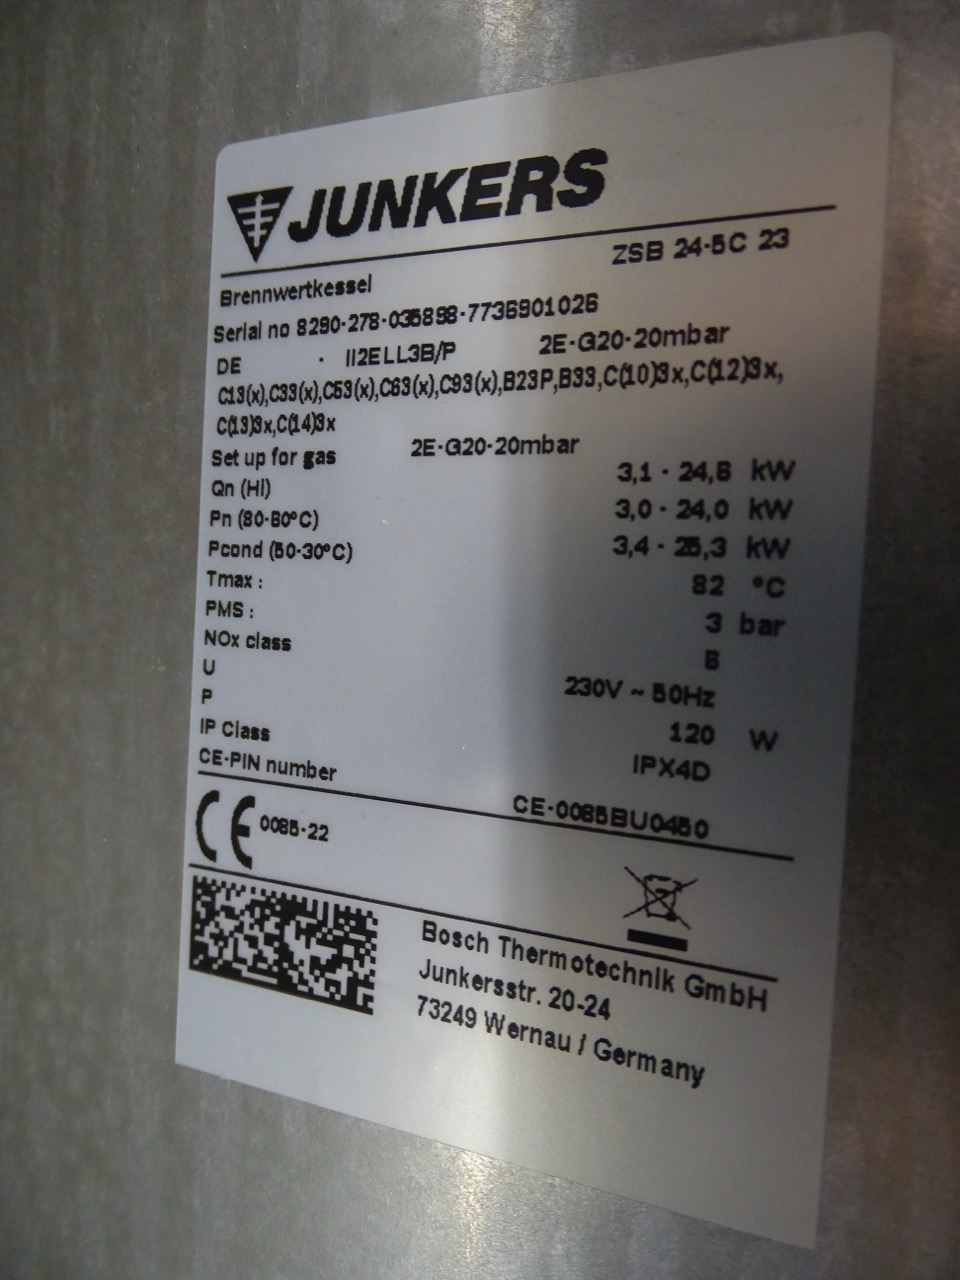 JUNKERS
ZSB 24-5C 23
Brennwertkessel
Serial no 8290-278-035898-7736901026
DE - II2ELL3B/P 2E-G20-20mbar
C13(x),C33(x),C53(x),C63(x),C93(x),B23P,B33,C(10)3x,C(12)3x,
C(13)3x,C(14)3x
Set up for gas 2E-G20-20mbar
Qn (Hi) 3,1 - 24,6 kW
Pn (80-60°C) 3,0 - 24,0 kW
Pcond (50-30°C) 3,4 - 25,3 kW
Tmax : 82 °C
PMS : 3 bar
NOx class 6
U 230V ~ 50Hz
P 120 W
IP Class IPX4D
CE-PIN number CE-0085BU0450
CE 0085-22
Bosch Thermotechnik GmbH
Junkersstr. 20-24
73249 Wernau / Germany